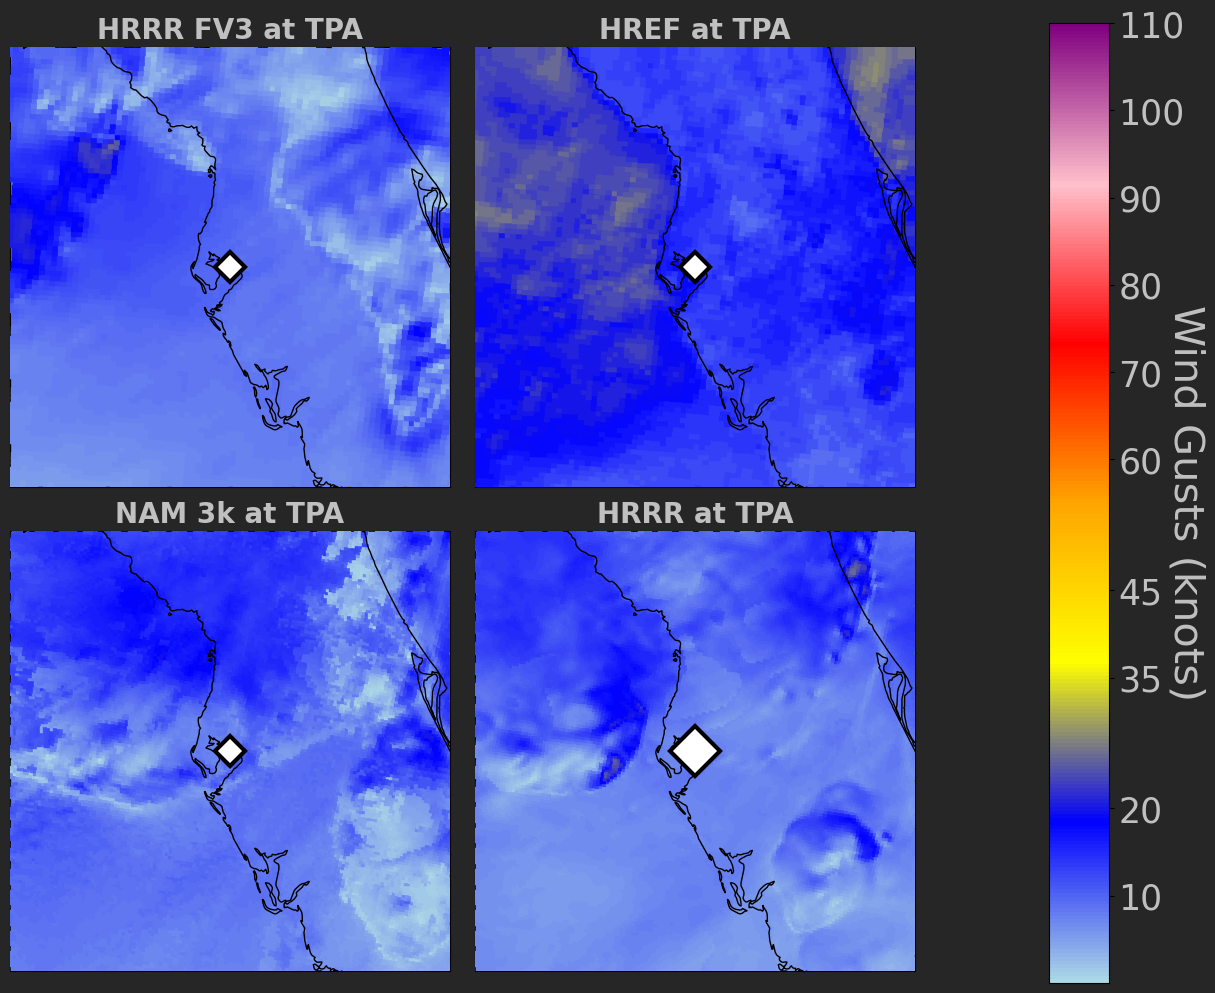 HRRR FV3 at TPA
HREF at TPA
NAM 3k at TPA
HRRR at TPA
110
100
90
80
70
60
45
35
20
10
Wind Gusts (knots)